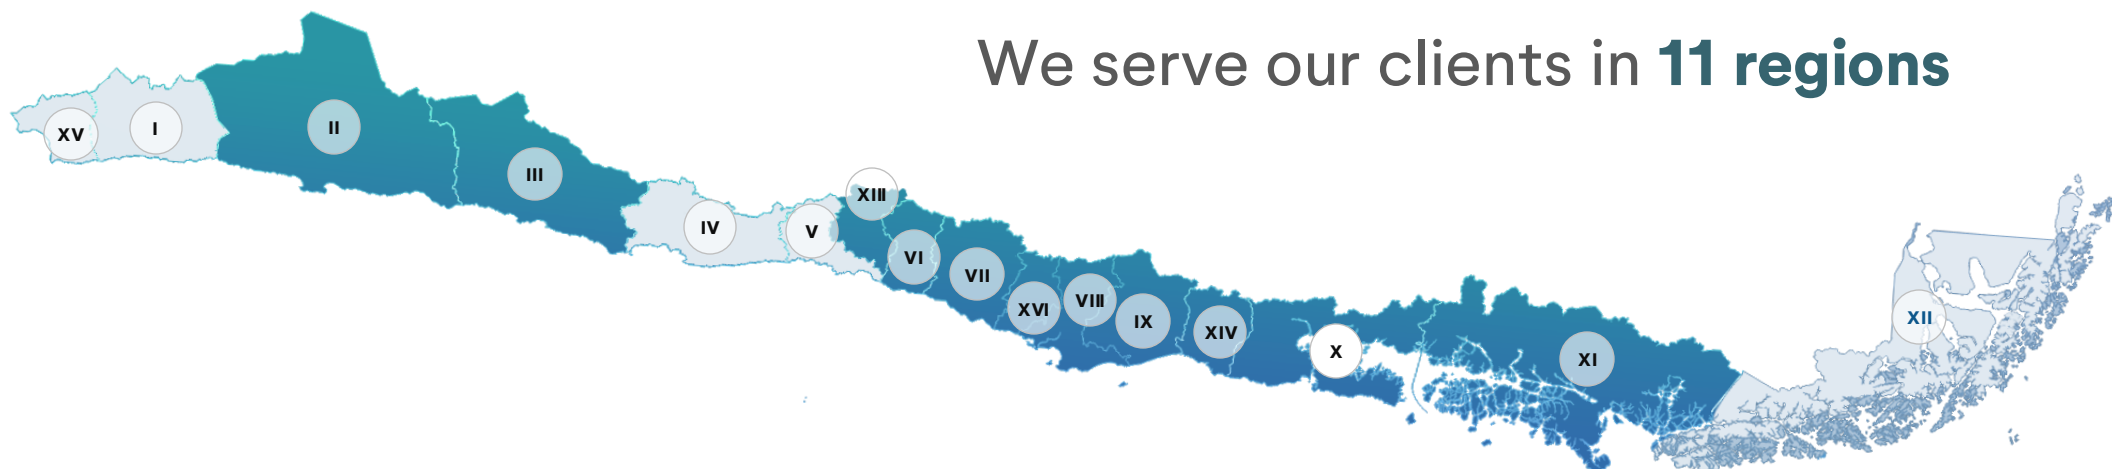 We serve our clients in 11 regions
XV
I
II
III
IV
V
XIII
VI
VII
XVI
VIII
IX
XIV
X
XI
XII